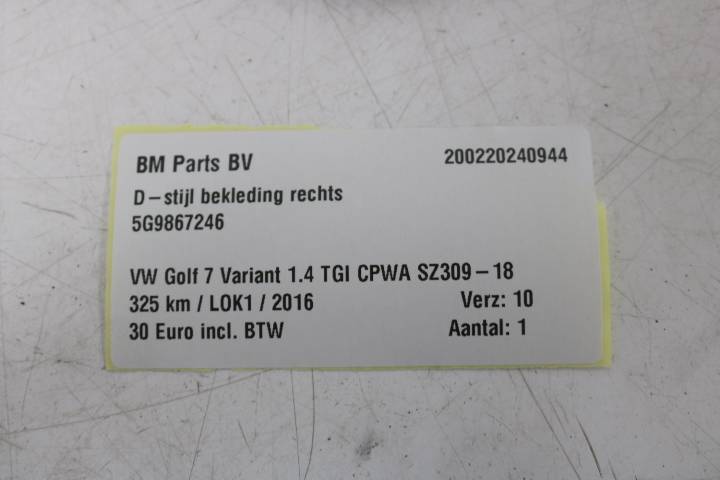 BM Parts BV 200220240944
D-stijl bekleding rechts
5G9867246
VW Golf 7 Variant 1.4 TGI CPWA SZ309-18
325 km / LOK1 / 2016 Verz: 10
30 Euro incl. BTW Aantal: 1